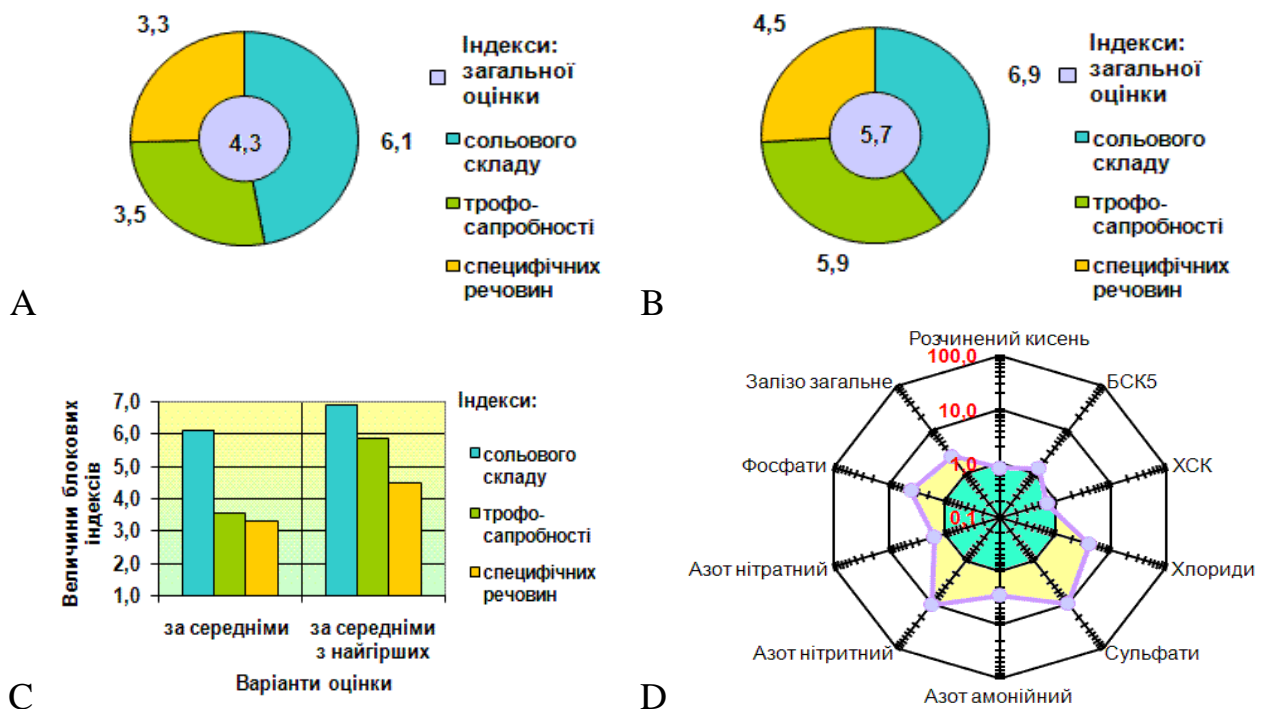 3,3
4,3
6,1
3,5
Індекси:
загальної
оцінки
сольового
складу
трофо-
сапробності
специфічних
речовин
A
4,5
5,7
6,9
5,9
Індекси:
загальної
оцінки
сольового
складу
трофо-
сапробності
специфічних
речовин
B
Величини блокових
індексів
7,0
6,0
5,0
4,0
3,0
2,0
1,0
за середніми
за середніми
з найгірших
Варіанти оцінки
Індекси:
сольового
складу
трофо-
сапробності
специфічних
речовин
C
Розчинений кисень
100,0
10,0
1,0
0,1
БСК5
ХСК
Хлориди
Сульфати
Азот амонійний
Азот нітритний
Азот нітратний
Фосфати
Залізо загальне
D